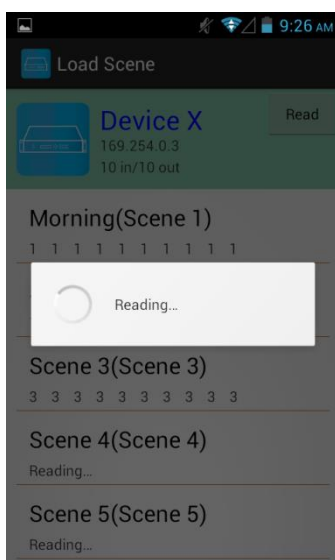 9:26 AM
Load Scene
Device X
Read
169.254.0.3
10 in/10 out
Morning(Scene 1)
1 1 1 1 1 1 1 1 1 1
Reading...
Scene 3(Scene 3)
3 3 3 3 3 3 3 3 3 3
Scene 4(Scene 4)
Reading...
Scene 5(Scene 5)
Reading...